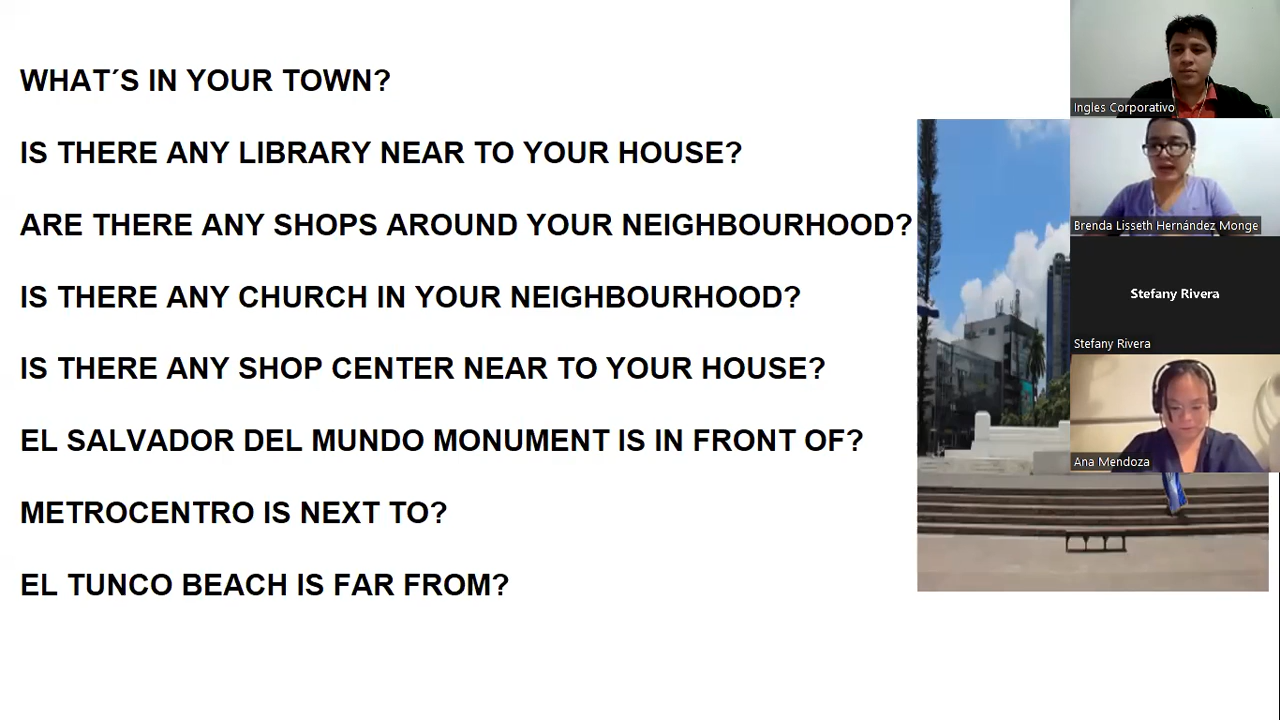 WHAT´S IN YOUR TOWN?
IS THERE ANY LIBRARY NEAR TO YOUR HOUSE?
ARE THERE ANY SHOPS AROUND YOUR NEIGHBOURHOOD?
IS THERE ANY CHURCH IN YOUR NEIGHBOURHOOD?
IS THERE ANY SHOP CENTER NEAR TO YOUR HOUSE?
EL SALVADOR DEL MUNDO MONUMENT IS IN FRONT OF?
METROCENTRO IS NEXT TO?
EL TUNCO BEACH IS FAR FROM?
Ingles Corporativo
Brenda Lisseth Hernández Monge
Stefany Rivera
Stefany Rivera
Ana Mendoza